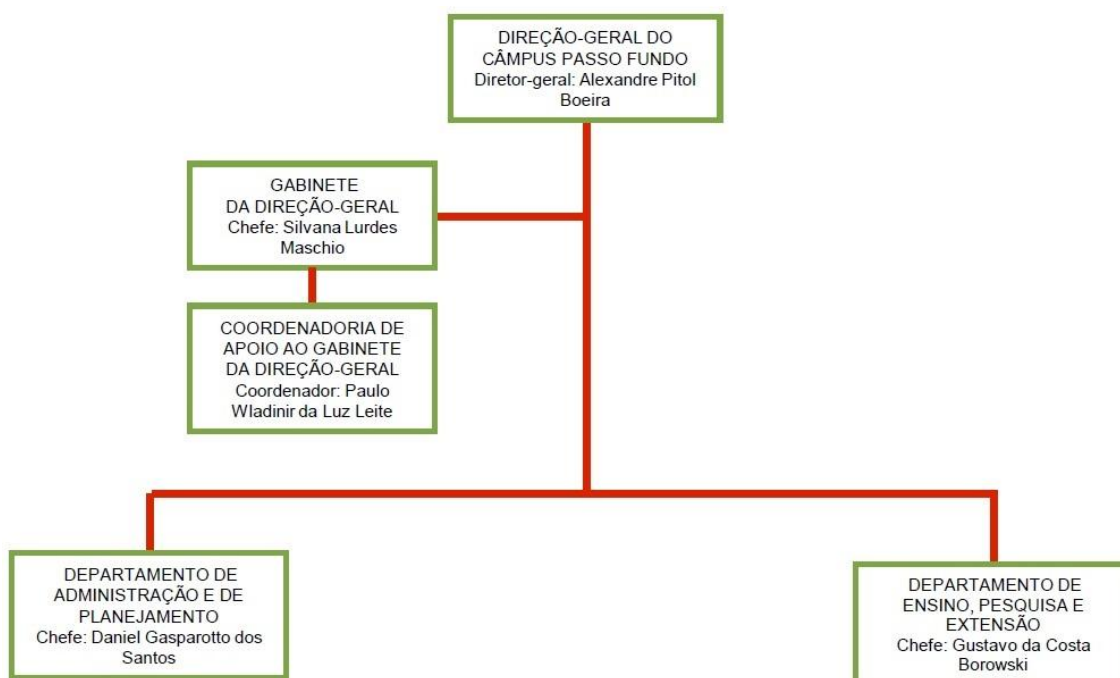 DIREÇÃO-GERAL DO
CÂMPUS PASSO FUNDO
Diretor-geral: Alexandre Pitol
Boeira
GABINETE
DA DIREÇÃO-GERAL
Chefe: Silvana Lurdes
Maschio
COORDENADORIA DE
APOIO AO GABINETE
DA DIREÇÃO-GERAL
Coordenador: Paulo
Wladinir da Luz Leite
DEPARTAMENTO DE
ADMINISTRAÇÃO E DE
PLANEJAMENTO
Chefe: Daniel Gasparotto dos
Santos
DEPARTAMENTO DE
ENSINO, PESQUISA E
EXTENSÃO
Chefe: Gustavo da Costa
Borowski